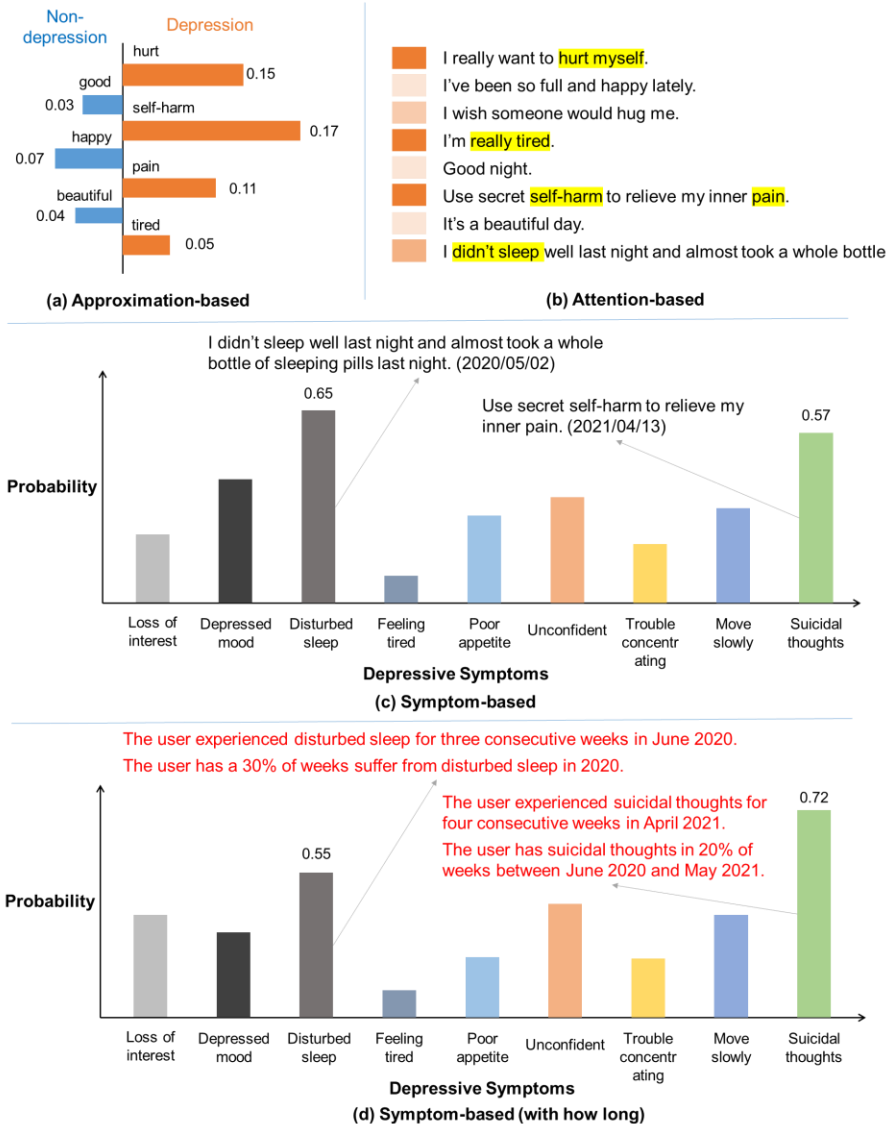 Non-
depression
Depression
hurt
0.15
good
0.03
self-harm
0.17
happy
0.07
pain
0.11
beautiful
0.04
tired
0.05
(a) Approximation-based
I really want to hurt myself.
I've been so full and happy lately.
I wish someone would hug me.
I'm really tired.
Good night.
Use secret self-harm to relieve my inner pain.
It's a beautiful day.
I didn't sleep well last night and almost took a whole bottle
(b) Attention-based
I didn't sleep well last night and almost took a whole
bottle of sleeping pills last night. (2020/05/02)
0.65
Use secret self-harm to relieve my
inner pain. (2021/04/13)
0.57
Probability
Loss of
interest
Depressed
mood
Disturbed
sleep
Feeling
tired
Poor
appetite
Unconfident
Trouble
concentr
ating
Move
slowly
Suicidal
thoughts
Depressive Symptoms
(c) Symptom-based
The user experienced disturbed sleep for three consecutive weeks in June 2020.
The user has a 30% of weeks suffer from disturbed sleep in 2020.
0.55
The user experienced suicidal thoughts for
four consecutive weeks in April 2021.
The user has suicidal thoughts in 20% of
weeks between June 2020 and May 2021.
0.72
Probability
Loss of
interest
Depressed
mood
Disturbed
sleep
Feeling
tired
Poor
appetite
Unconfident
Trouble
concentr
ating
Move
slowly
Suicidal
thoughts
Depressive Symptoms
(d) Symptom-based (with how long)